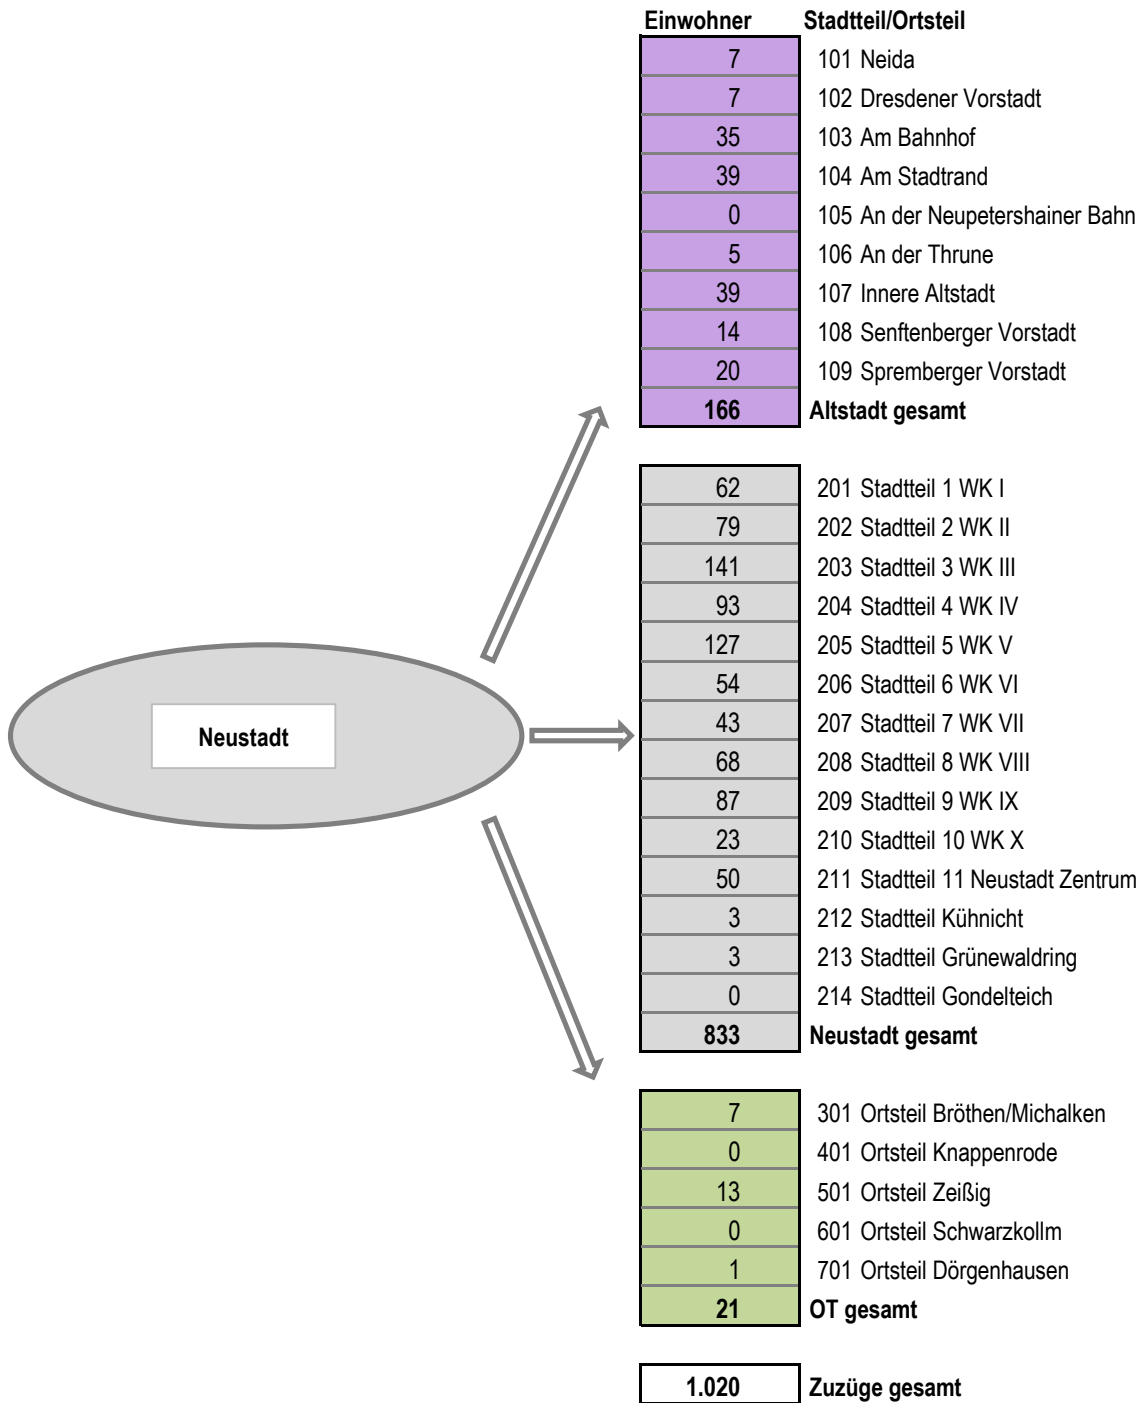 Einwohner Stadtteil/Ortsteil
7 101 Neida
7 102 Dresdener Vorstadt
35 103 Am Bahnhof
39 104 Am Stadtrand
0 105 An der Neupetershainer Bahn
5 106 An der Thrune
39 107 Innere Altstadt
14 108 Senftenberger Vorstadt
20 109 Spremberger Vorstadt
166 Altstadt gesamt
62 201 Stadtteil 1 WK I
79 202 Stadtteil 2 WK II
141 203 Stadtteil 3 WK III
93 204 Stadtteil 4 WK IV
127 205 Stadtteil 5 WK V
54 206 Stadtteil 6 WK VI
Neustadt
43 207 Stadtteil 7 WK VII
68 208 Stadtteil 8 WK VIII
87 209 Stadtteil 9 WK IX
23 210 Stadtteil 10 WK X
50 211 Stadtteil 11 Neustadt Zentrum
3 212 Stadtteil Kühnicht
3 213 Stadtteil Grünewaldring
0 214 Stadtteil Gondelteich
833 Neustadt gesamt
7 301 Ortsteil Bröthen/Michalken
0 401 Ortsteil Knappenrode
13 501 Ortsteil Zeißig
0 601 Ortsteil Schwarzkollm
1 701 Ortsteil Dörgenhausen
21 OT gesamt
1.020 Zuzüge gesamt